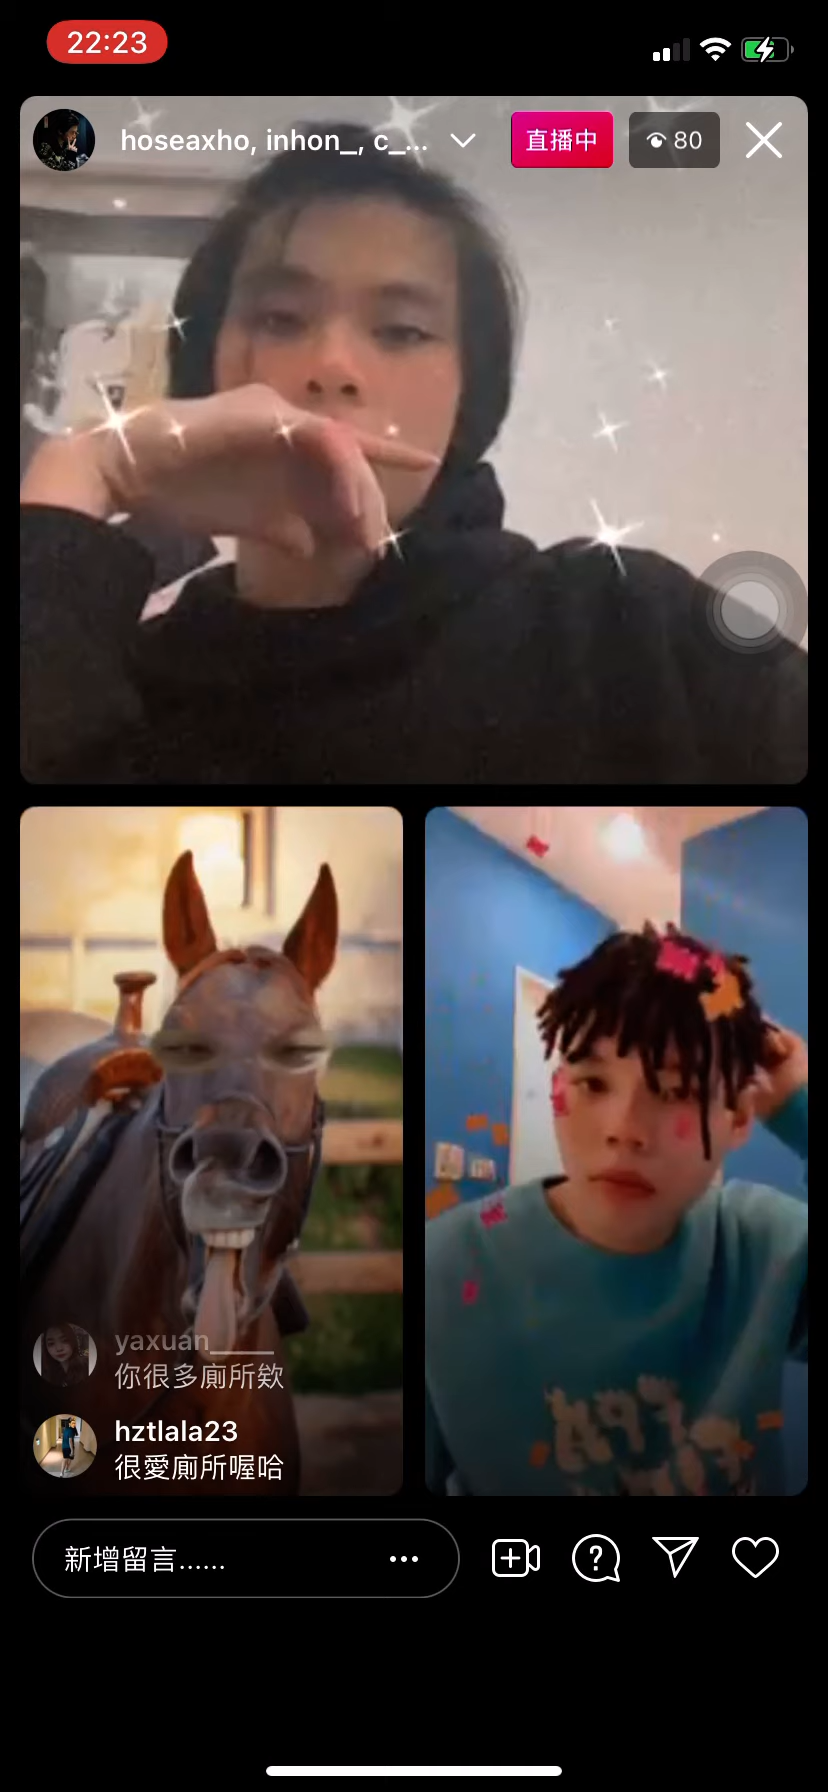 22:23
hoseaxho, inhon_, c_...
直播中
80
yaxuan_____
你很多廁所欸
hztlala23
很愛廁所喔哈
新增留言......